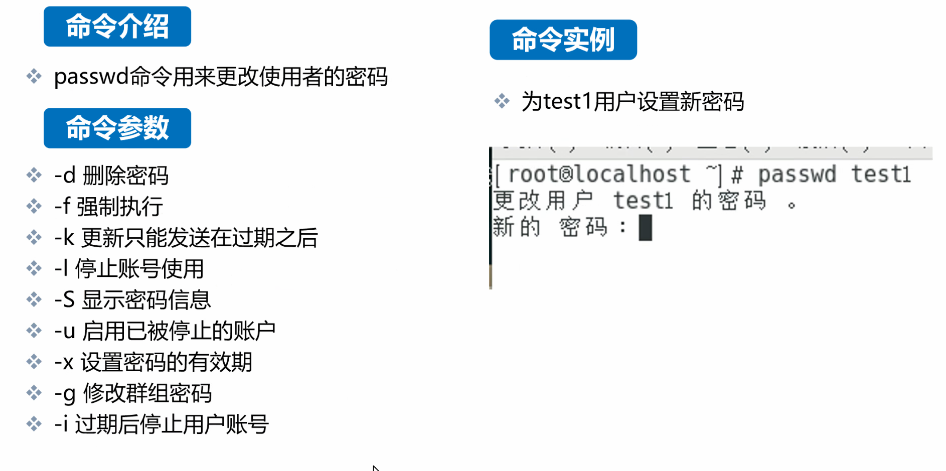 命令介绍
passwd命令用来更改使用者的密码
命令参数
-d 删除密码
-f 强制执行
-k 更新只能发送在过期之后
-l 停止账号使用
-S 显示密码信息
-u 启用已被停止的账户
-x 设置密码的有效期
-g 修改群组密码
-i 过期后停止用户账号
命令实例
为test1用户设置新密码
[root@localhost ~]# passwd test1
更改用户 test1 的密码 。
新的 密码：